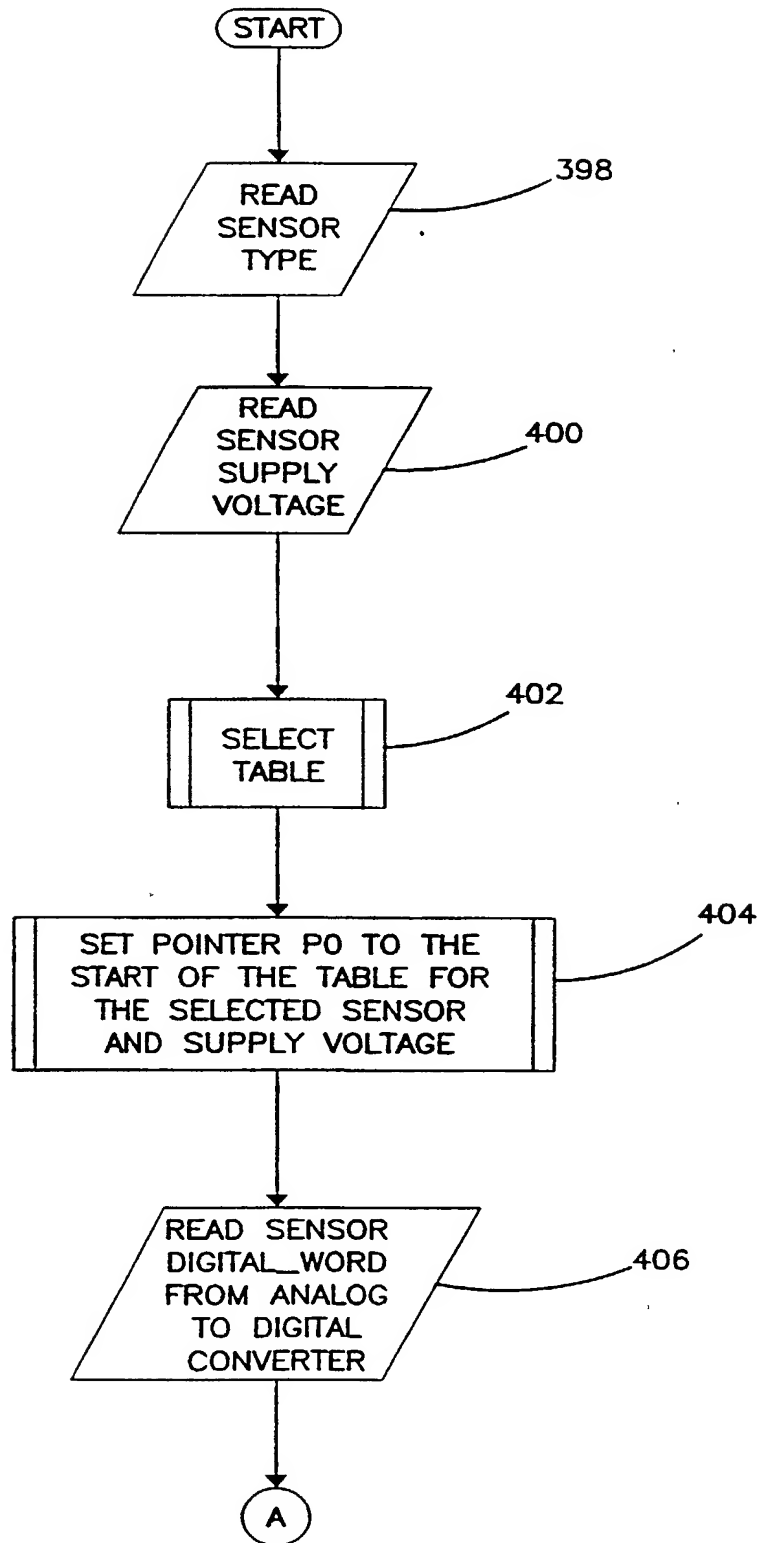 START
READ
SENSOR
TYPE
398
READ
SENSOR
SUPPLY
VOLTAGE
400
SELECT
TABLE
402
SET POINTER P0 TO THE
START OF THE TABLE FOR
THE SELECTED SENSOR
AND SUPPLY VOLTAGE
404
READ SENSOR
DIGITAL_WORD
FROM ANALOG
TO DIGITAL
CONVERTER
406
A